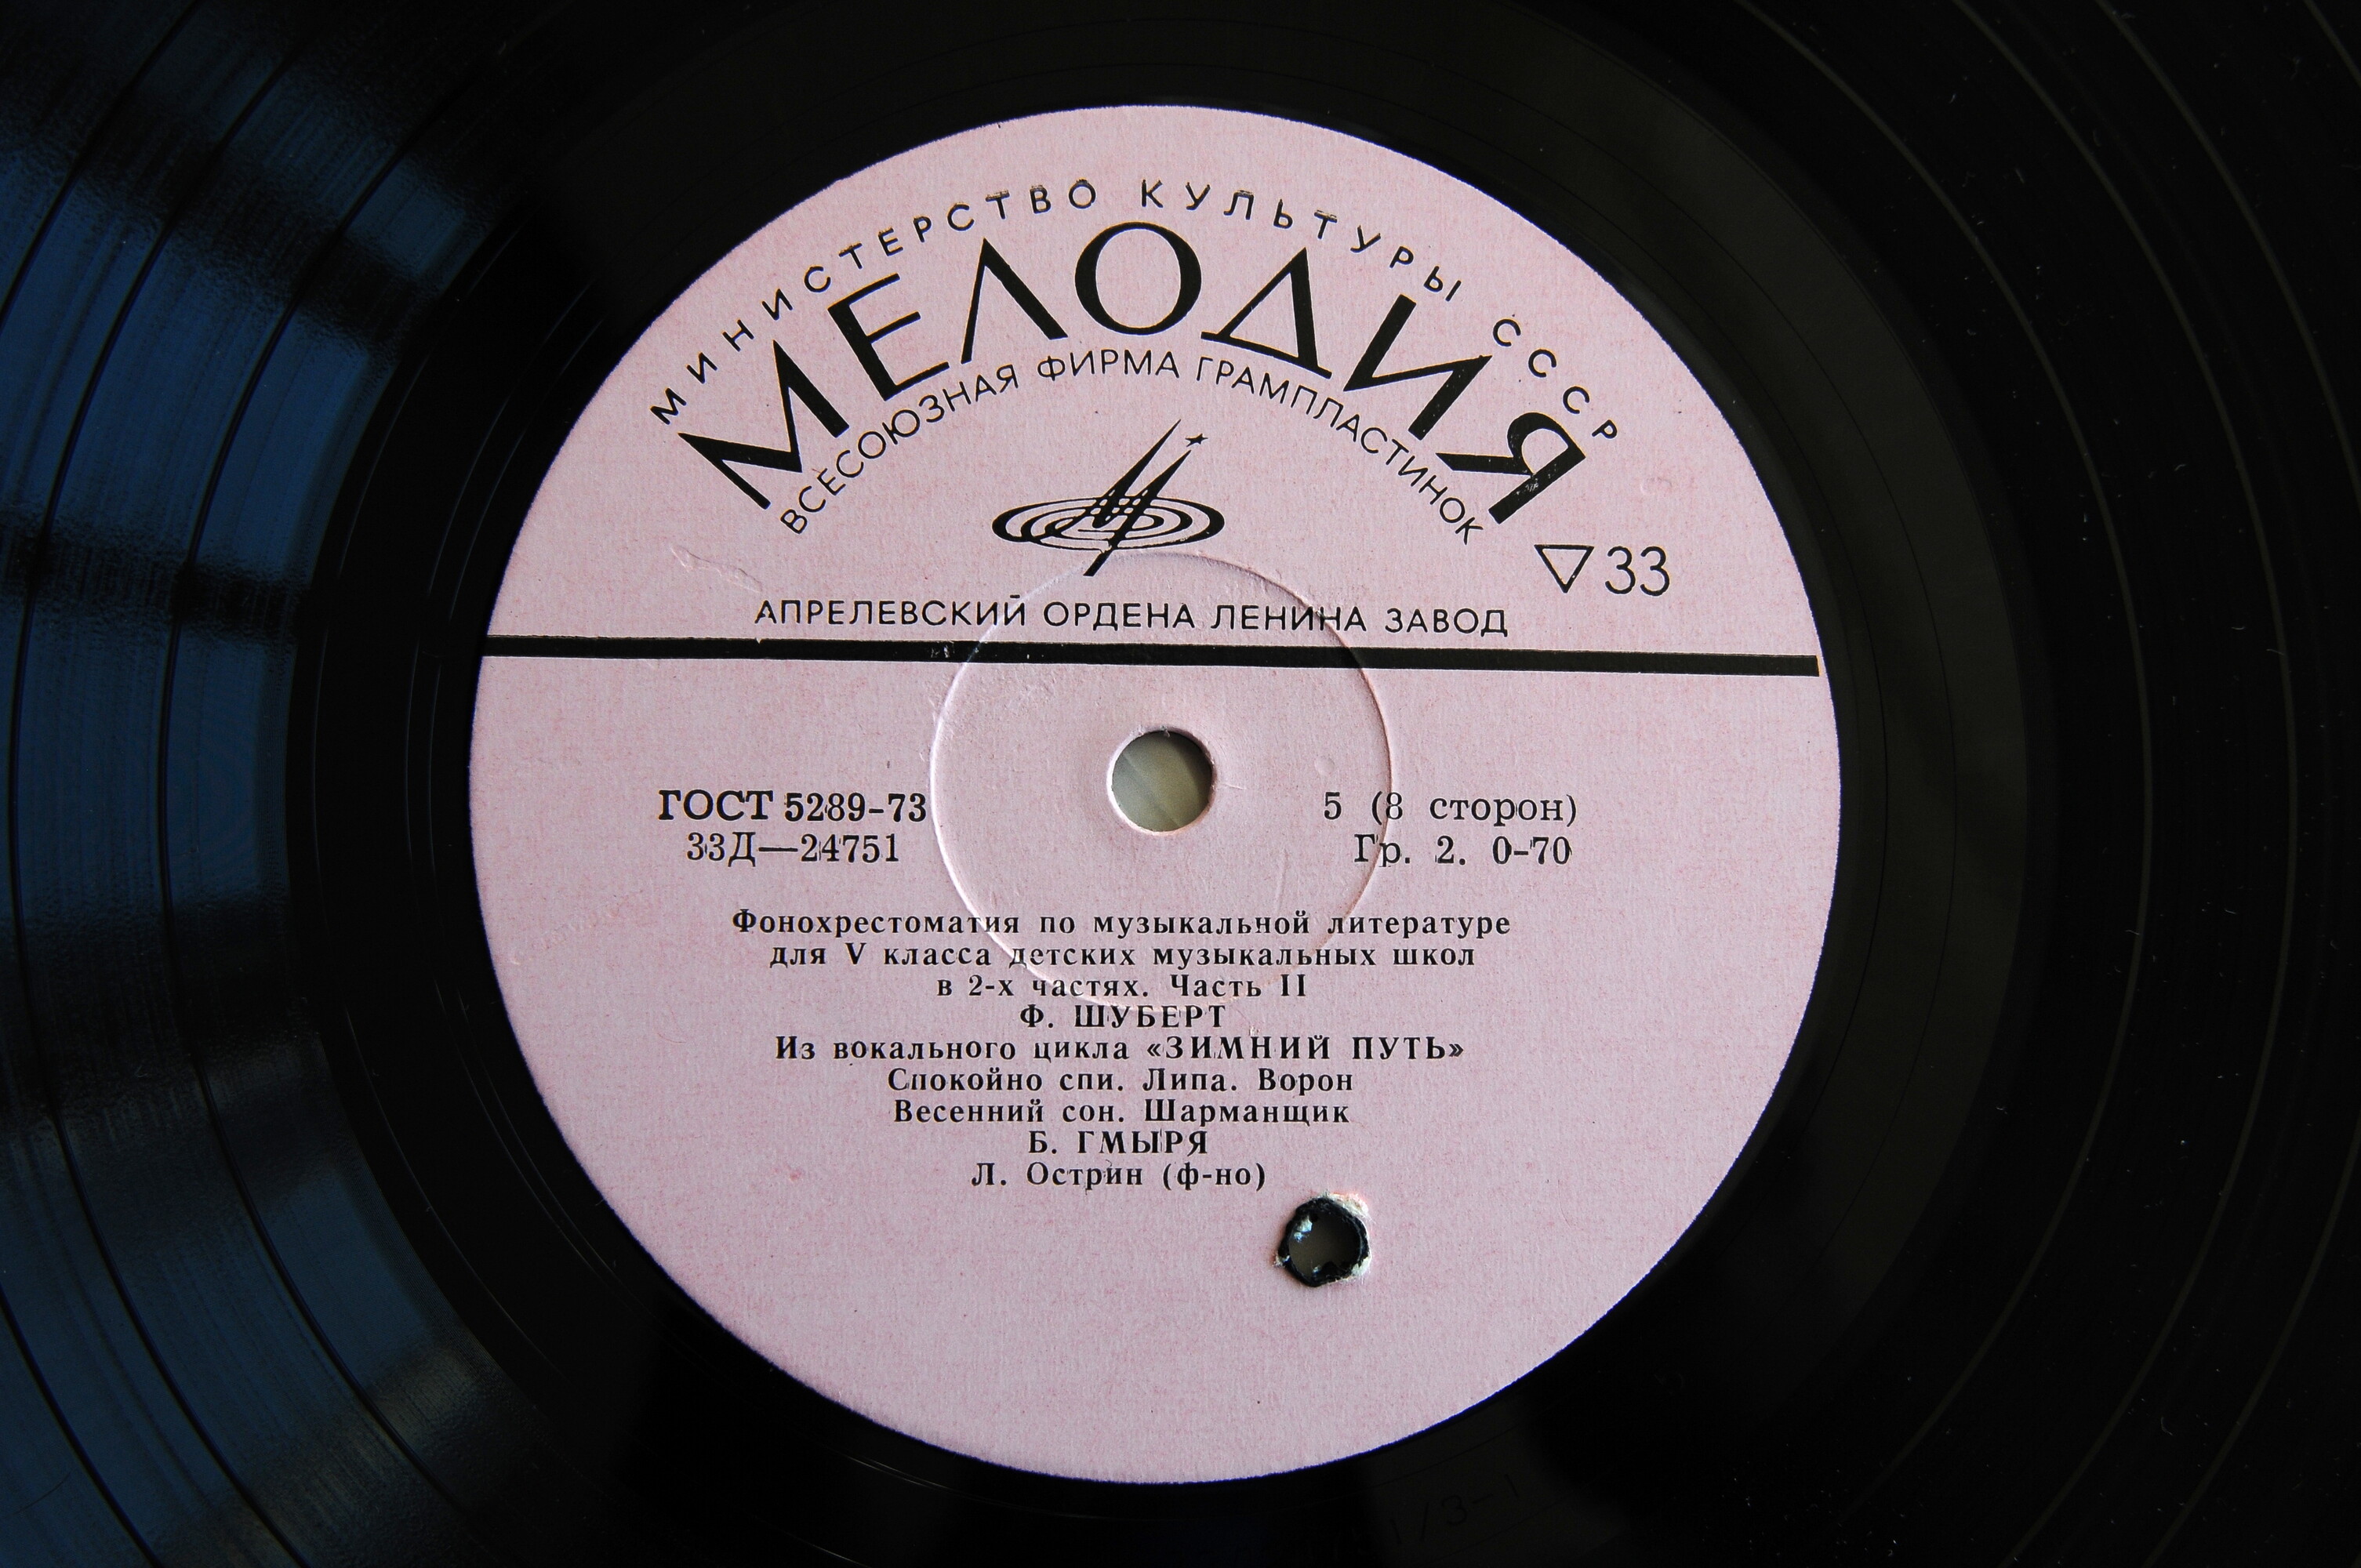 МИНИСТЕРСТВО КУЛЬТУРЫ СССР
МЕЛОДИЯ
ВСЕСОЮЗНАЯ ФИРМА ГРАМПЛАСТИНОК
▽33
АПРЕЛЕВСКИЙ ОРДЕНА ЛЕНИНА ЗАВОД
ГОСТ 5289-73
33Д—24751
5 (8 сторон)
Гр. 2. 0-70
Фонохрестоматия по музыкальной литературе
для V класса детских музыкальных школ
в 2-х частях. Часть II
Ф. ШУБЕРТ
Из вокального цикла «ЗИМНИЙ ПУТЬ»
Спокойно спи. Липа. Ворон
Весенний сон. Шарманщик
Б. ГМЫРЯ
Л. Острин (ф-но)